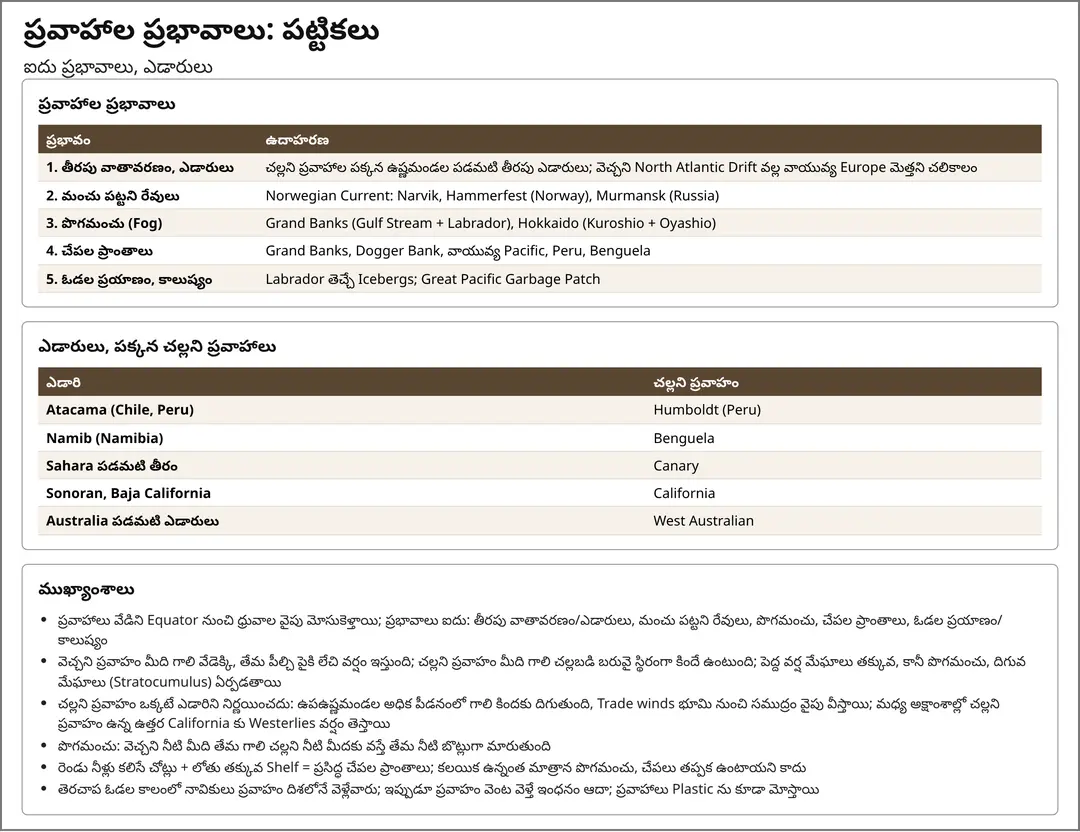 ప్రవాహాల ప్రభావాలు: పట్టికలు
ఐదు ప్రభావాలు, ఎడారులు
ప్రవాహాల ప్రభావాలు
ప్రభావం ఉదాహరణ
1. తీరపు వాతావరణం, ఎడారులు చల్లని ప్రవాహాల పక్కన ఉష్ణమండల పడమటి తీరపు ఎడారులు; వెచ్చని North Atlantic Drift వల్ల వాయువ్య Europe మెత్తని చలికాలం
2. మంచు పట్టని రేవులు Norwegian Current: Narvik, Hammerfest (Norway), Murmansk (Russia)
3. పొగమంచు (Fog) Grand Banks (Gulf Stream + Labrador), Hokkaido (Kuroshio + Oyashio)
4. చేపల ప్రాంతాలు Grand Banks, Dogger Bank, వాయువ్య Pacific, Peru, Benguela
5. ఓడల ప్రయాణం, కాలుష్యం Labrador తెచ్చే Icebergs; Great Pacific Garbage Patch
ఎడారులు, పక్కన చల్లని ప్రవాహాలు
ఎడారి చల్లని ప్రవాహం
Atacama (Chile, Peru) Humboldt (Peru)
Namib (Namibia) Benguela
Sahara పడమటి తీరం Canary
Sonoran, Baja California California
Australia పడమటి ఎడారులు West Australian
ముఖ్యాంశాలు
• ప్రవాహాలు వేడిని Equator నుంచి ధ్రువాల వైపు మోసుకెళ్తాయి; ప్రభావాలు ఐదు: తీరపు వాతావరణం/ఎడారులు, మంచు పట్టని రేవులు, పొగమంచు, చేపల ప్రాంతాలు, ఓడల ప్రయాణం/
కాలుష్యం
• వెచ్చని ప్రవాహం మీది గాలి వేడెక్కి, తేమ పీల్చి పైకి లేచి వర్షం ఇస్తుంది; చల్లని ప్రవాహం మీది గాలి చల్లబడి బరువై స్థిరంగా కిందే ఉంటుంది; పెద్ద వర్ష మేఘాలు తక్కువ, కానీ పొగమంచు, దిగువ
మేఘాలు (Stratocumulus) ఏర్పడతాయి
• చల్లని ప్రవాహం ఒక్కటే ఎడారిని నిర్ణయించదు: ఉపఉష్ణమండల అధిక పీడనంలో గాలి కిందకు దిగుతుంది, Trade winds భూమి నుంచి సముద్రం వైపు వీస్తాయి; మధ్య అక్షాంశాల్లో చల్లని
ప్రవాహం ఉన్న ఉత్తర California కు Westerlies వర్షం తెస్తాయి
• పొగమంచు: వెచ్చని నీటి మీది తేమ గాలి చల్లని నీటి మీదకు వస్తే తేమ నీటి బొట్లుగా మారుతుంది
• రెండు నీళ్లు కలిసే చోట్లు + లోతు తక్కువ Shelf = ప్రసిద్ధ చేపల ప్రాంతాలు; కలయిక ఉన్నంత మాత్రాన పొగమంచు, చేపలు తప్పక ఉంటాయని కాదు
• తెరచాప ఓడల కాలంలో నావికులు ప్రవాహం దిశలోనే వెళ్లేవారు; ఇప్పుడూ ప్రవాహం వెంట వెళ్తే ఇంధనం ఆదా; ప్రవాహాలు Plastic ను కూడా మోస్తాయి